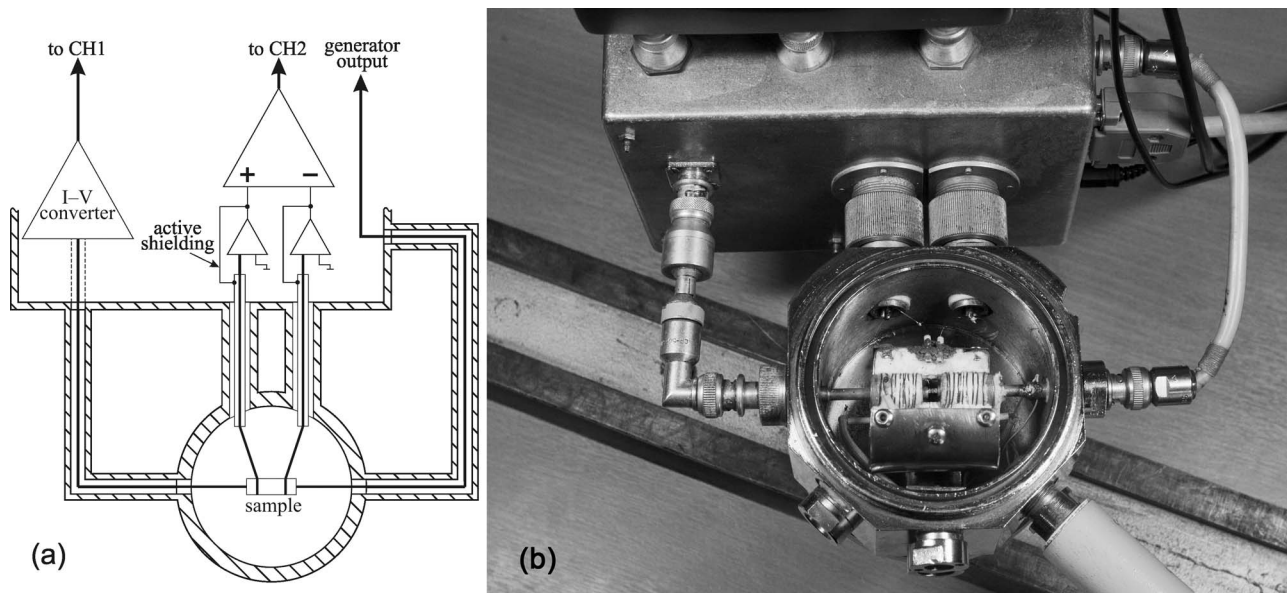 to CH1
to CH2
generator
output
+
−
I–V
converter
active
shielding
sample
(a)
(b)